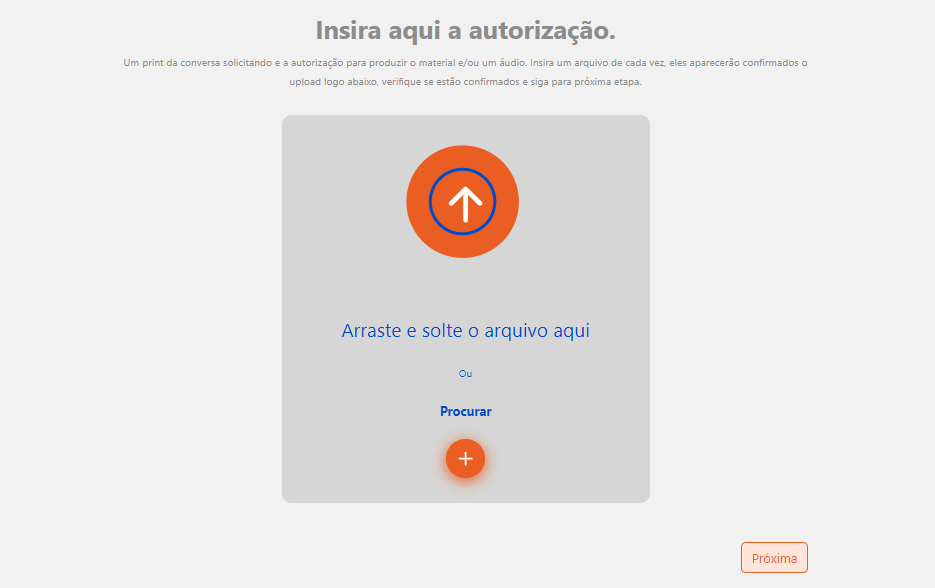 Insira aqui a autorização.
Um print da conversa solicitando e a autorização para produzir o material e/ou um áudio. Insira um arquivo de cada vez, eles aparecerão confirmados o
upload logo abaixo, verifique se estão confirmados e siga para próxima etapa.
Arraste e solte o arquivo aqui
Ou
Procurar
Próxima